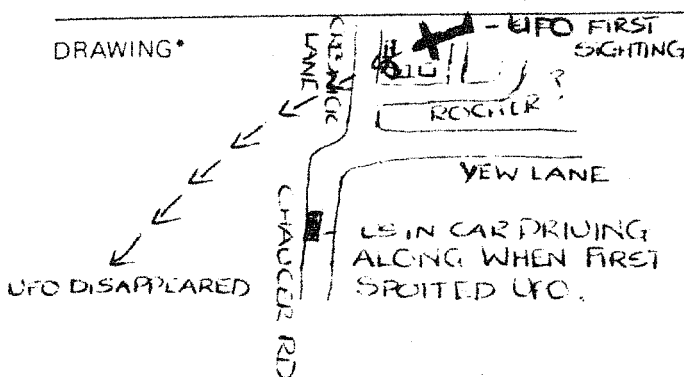 DRAWING*
- UFO FIRST
SIGHTING
LANE
ROCHER ?
YEW LANE
CHAUCER RD
- US IN CAR DRIVING
ALONG WHEN FIRST
SPOTTED UFO.
UFO DISAPPEARED